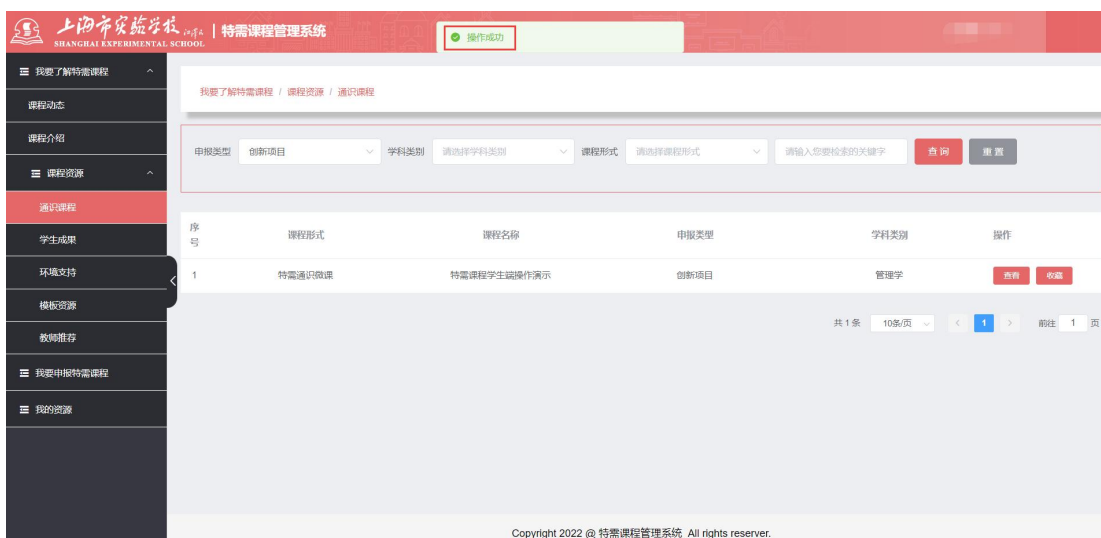 上海市实验学校 | 特需课程管理系统
SHANGHAI EXPERIMENTAL SCHOOL
操作成功
我要了解特需课程
课程动态
课程介绍
课程资源
通识课程
学生成果
环境支持
模板资源
教师推荐
我要申报特需课程
我的资源
我要了解特需课程 / 课程资源 / 通识课程
申报类型 创新项目 学科类别 请选择学科类别 课程形式 请选择课程形式 请输入您要检索的关键字 查询 重置
序号 课程形式 课程名称 申报类型 学科类别 操作
1 特需通识微课 特需课程学生端操作演示 创新项目 管理学 查看 收藏
共 1 条 10条/页 < 1 > 前往 1 页
Copyright 2022 @ 特需课程管理系统 All rights reserver.